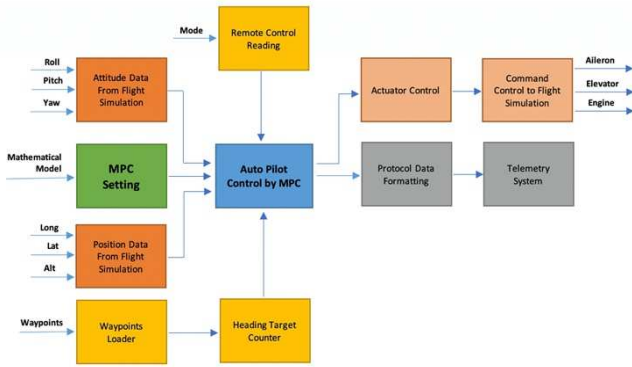 Mode
Remote Control
Reading
Roll
Pitch
Yaw
Attitude Data
From Flight
Simulation
Actuator Control
Command
Control to Flight
Simulation
Aileron
Elevator
Engine
Mathematical
Model
MPC
Setting
Auto Pilot
Control by MPC
Protocol Data
Formatting
Telemetry
System
Long
Lat
Alt
Position Data
From Flight
Simulation
Waypoints
Waypoints
Loader
Heading Target
Counter